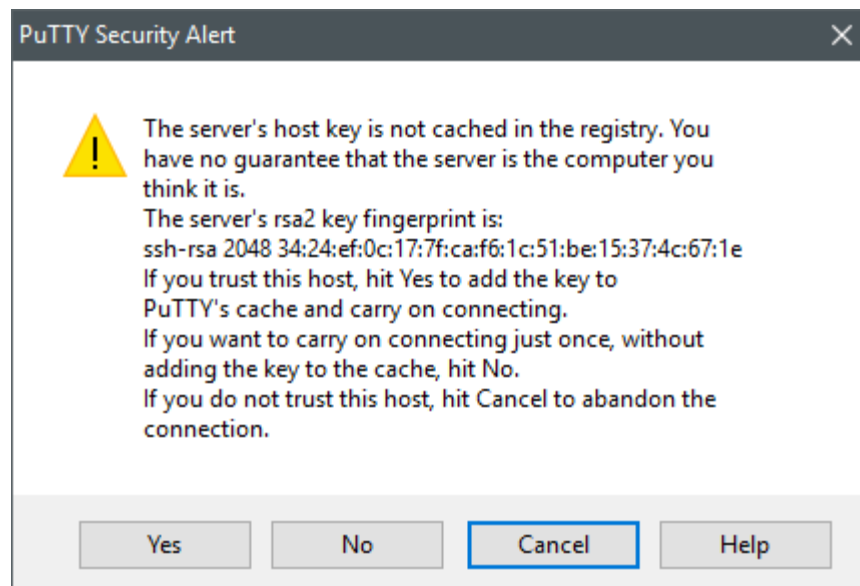 PuTTY Security Alert
The server's host key is not cached in the registry. You
have no guarantee that the server is the computer you
think it is.
The server's rsa2 key fingerprint is:
ssh-rsa 2048 34:24:ef:0c:17:7f:ca:f6:1c:51:be:15:37:4c:67:1e
If you trust this host, hit Yes to add the key to
PuTTY's cache and carry on connecting.
If you want to carry on connecting just once, without
adding the key to the cache, hit No.
If you do not trust this host, hit Cancel to abandon the
connection.
Yes No Cancel Help